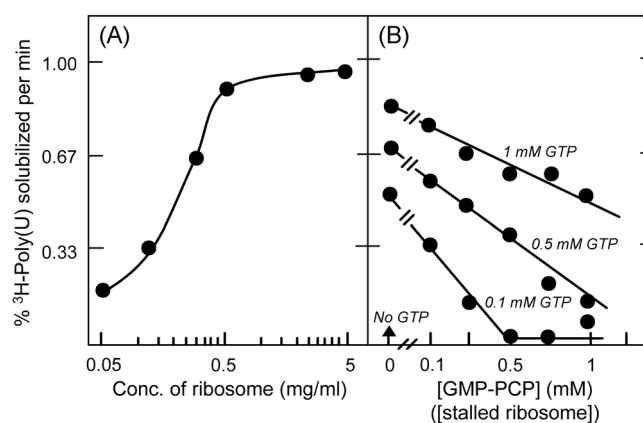 (A)
(B)
% ³H-Poly(U) solubilized per min
1.00
0.67
0.33
0.05
0.5
5
Conc. of ribosome (mg/ml)
1 mM GTP
0.5 mM GTP
0.1 mM GTP
No GTP
0
0.1
0.5
1
[GMP-PCP] (mM)
([stalled ribosome])